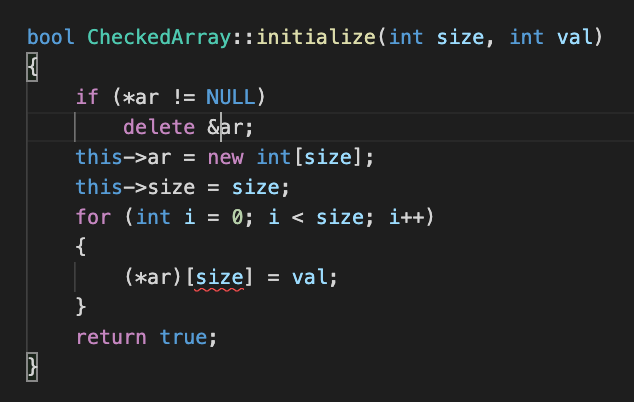 bool CheckedArray::initialize(int size, int val)
{
    if (*ar != NULL)
        delete &ar;
    this->ar = new int[size];
    this->size = size;
    for (int i = 0; i < size; i++)
    {
        (*ar)[size] = val;
    }
    return true;
}